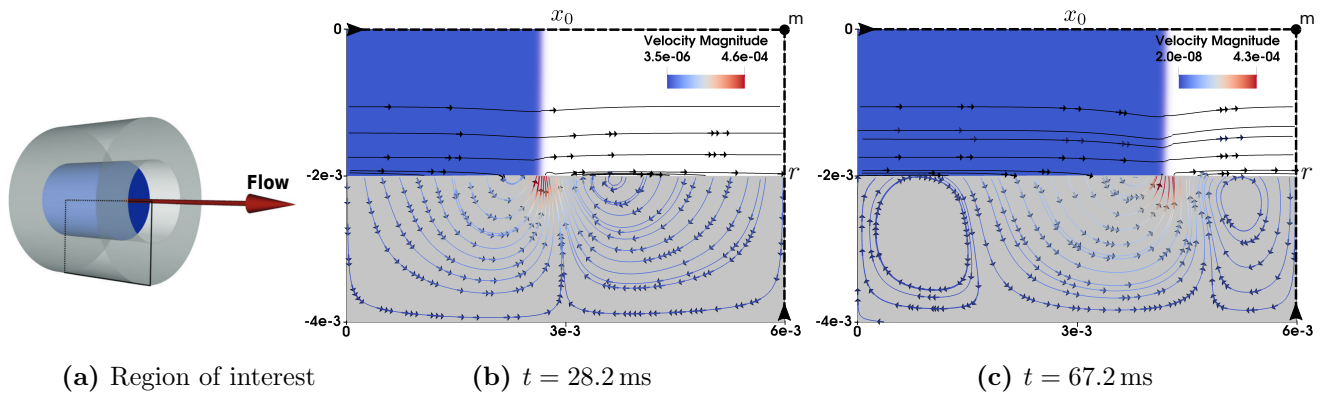 Flow
x₀
m
0
Velocity Magnitude
3.5e-06 4.6e-04
-2e-3
r
-4e-3
0
3e-3
6e-3
x₀
m
0
Velocity Magnitude
2.0e-08 4.3e-04
-2e-3
r
-4e-3
0
3e-3
6e-3
(a) Region of interest
(b) t = 28.2 ms
(c) t = 67.2 ms